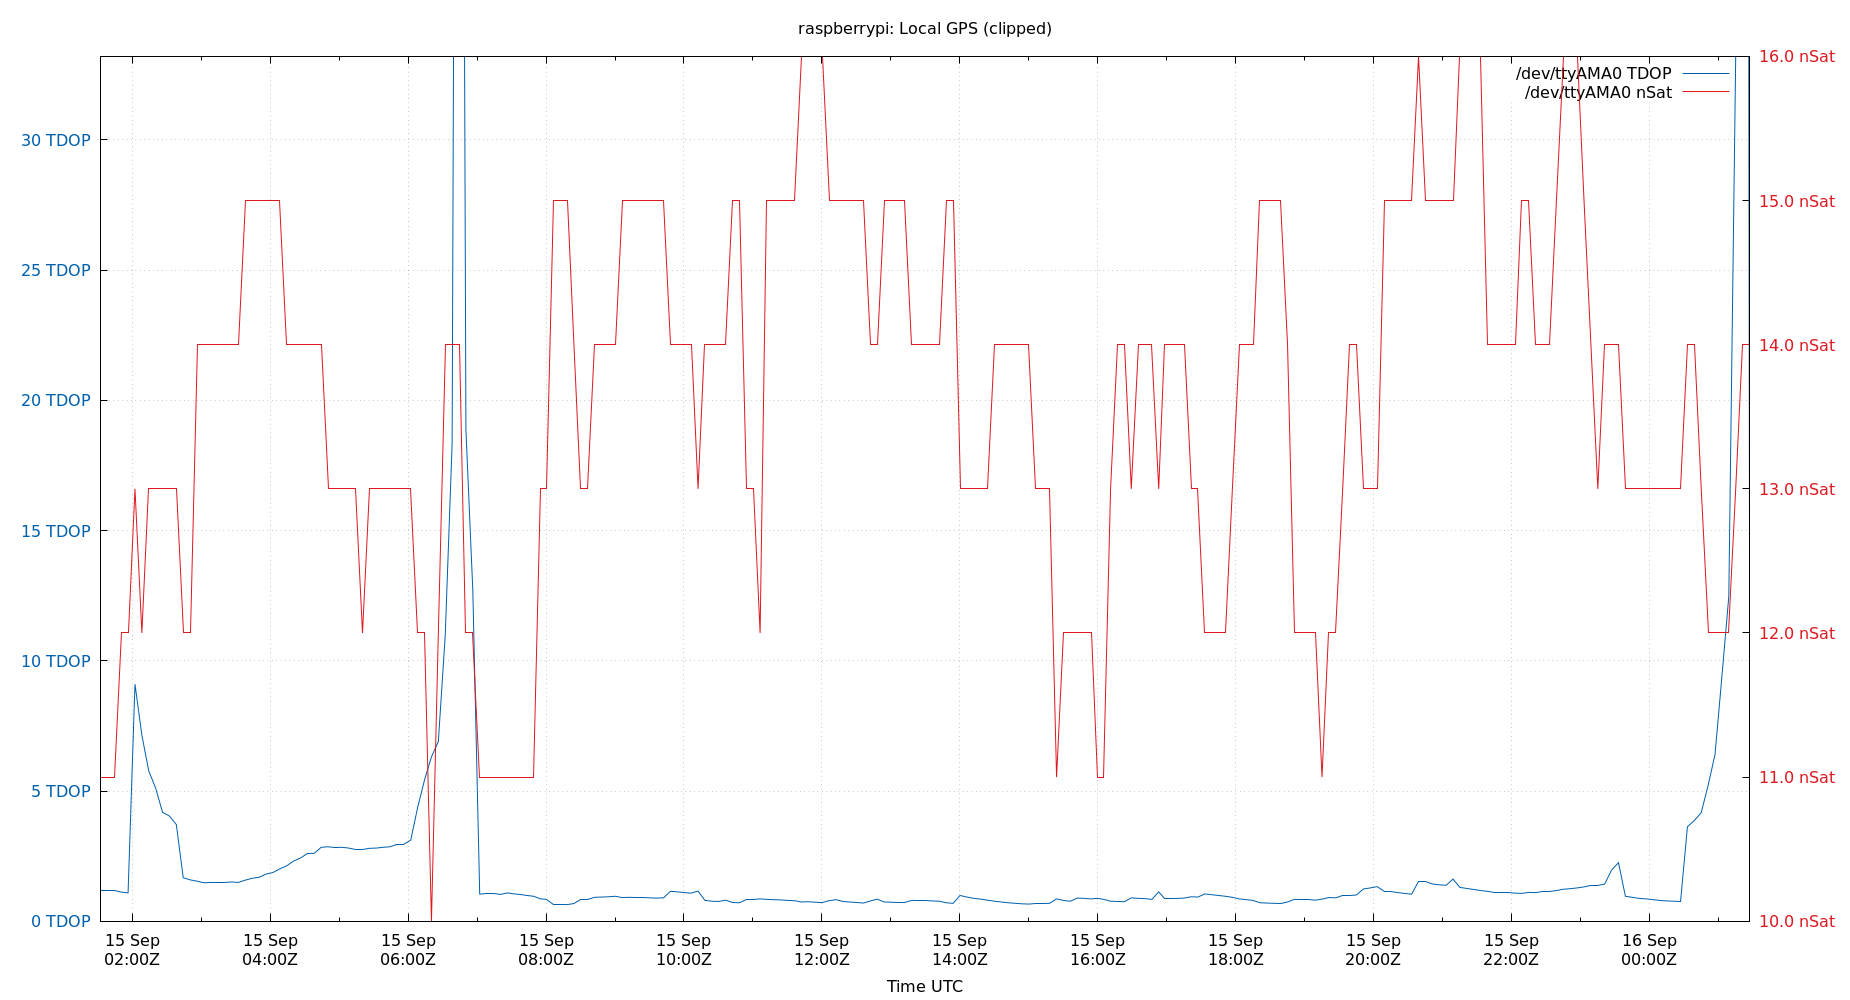 raspberrypi: Local GPS (clipped)
16.0 nSat
/dev/ttyAMA0 TDOP
/dev/ttyAMA0 nSat
30 TDOP
15.0 nSat
25 TDOP
14.0 nSat
20 TDOP
13.0 nSat
15 TDOP
12.0 nSat
10 TDOP
11.0 nSat
5 TDOP
0 TDOP
10.0 nSat
15 Sep 15 Sep 15 Sep 15 Sep 15 Sep 15 Sep 15 Sep 15 Sep 15 Sep 15 Sep 15 Sep 16 Sep
02:00Z 04:00Z 06:00Z 08:00Z 10:00Z 12:00Z 14:00Z 16:00Z 18:00Z 20:00Z 22:00Z 00:00Z
Time UTC